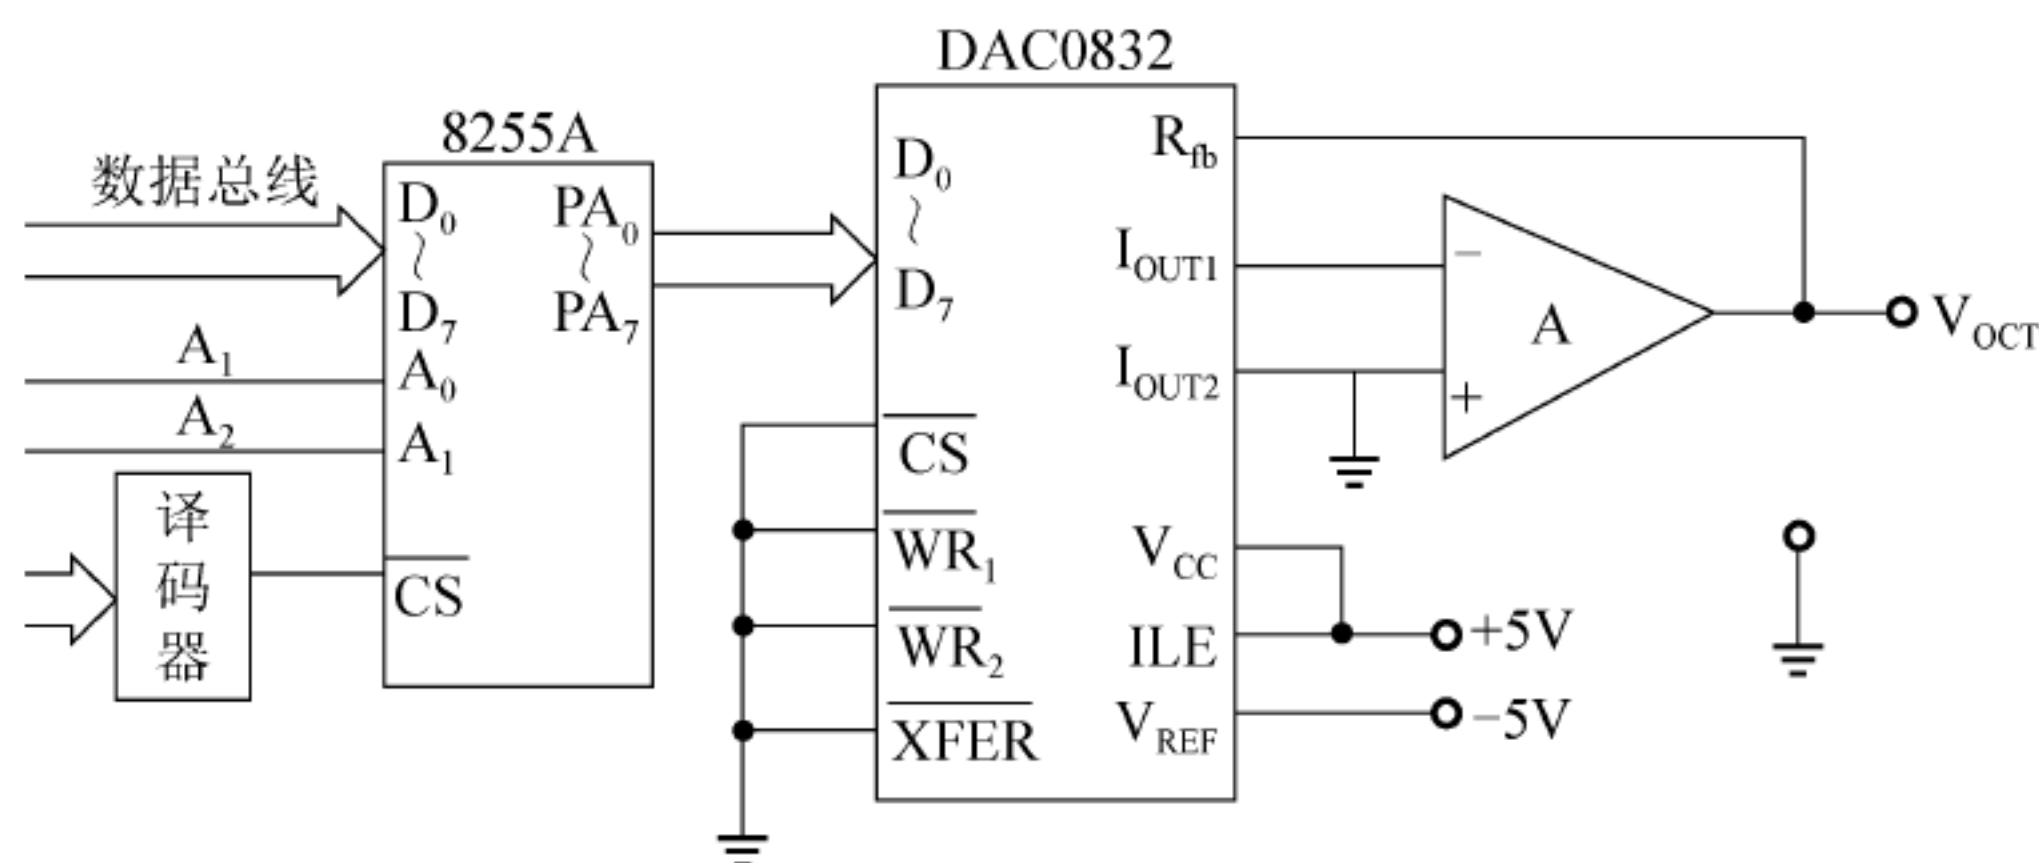 DAC0832
8255A
数据总线
D0
~
D7
A0
A1
CS
PA0
~
PA7
A1
A2
译
码
器
D0
~
D7
CS
WR1
WR2
XFER
Rfb
IOUT1
IOUT2
VCC
ILE
VREF
−
A
+
VOCT
+5V
−5V